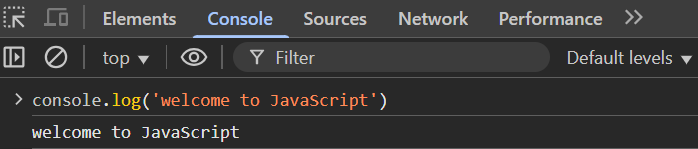 Elements Console Sources Network Performance
top Filter Default levels
console.log('welcome to JavaScript')
welcome to JavaScript